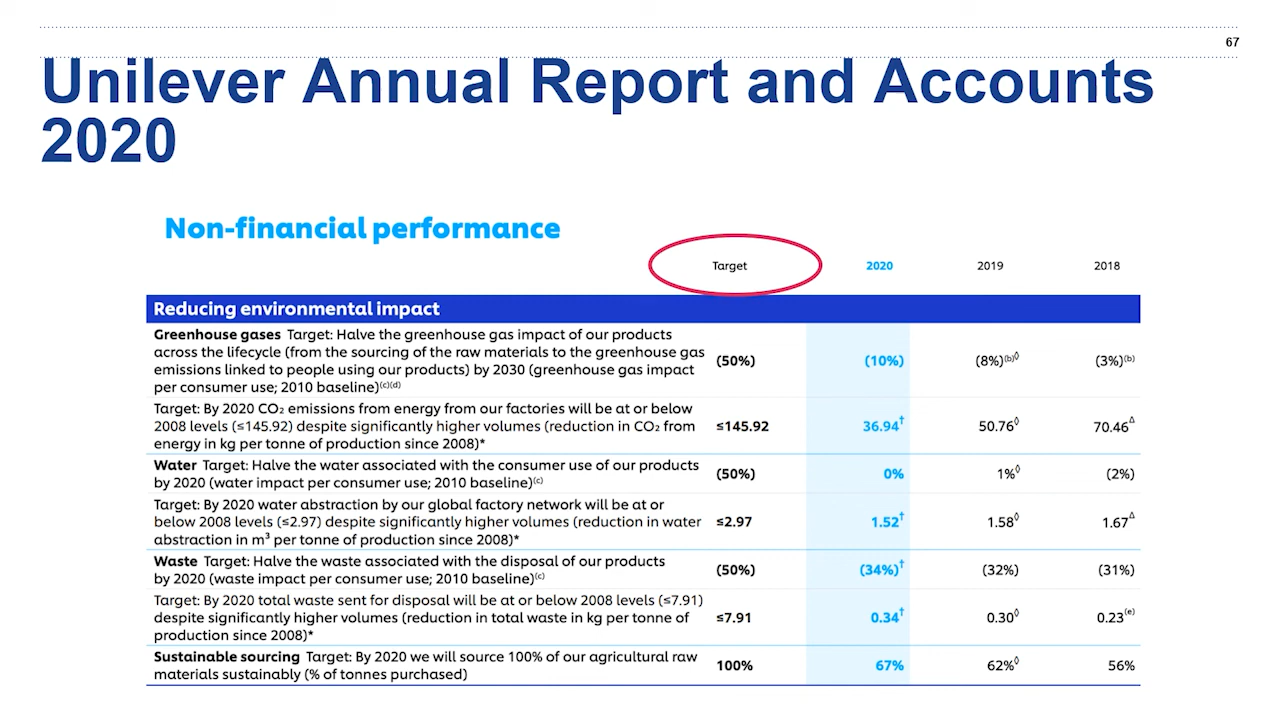 67
Unilever Annual Report and Accounts
2020
Non-financial performance
Target 2020 2019 2018
Reducing environmental impact
Greenhouse gases Target: Halve the greenhouse gas impact of our products
across the lifecycle (from the sourcing of the raw materials to the greenhouse gas
emissions linked to people using our products) by 2030 (greenhouse gas impact
per consumer use; 2010 baseline)(c)(d)
(50%) (10%) (8%)(b)◊ (3%)(b)
Target: By 2020 CO₂ emissions from energy from our factories will be at or below
2008 levels (≤145.92) despite significantly higher volumes (reduction in CO₂ from
energy in kg per tonne of production since 2008)*
≤145.92 36.94† 50.76◊ 70.46Δ
Water Target: Halve the water associated with the consumer use of our products
by 2020 (water impact per consumer use; 2010 baseline)(c)
(50%) 0% 1%◊ (2%)
Target: By 2020 water abstraction by our global factory network will be at or
below 2008 levels (≤2.97) despite significantly higher volumes (reduction in water
abstraction in m³ per tonne of production since 2008)*
≤2.97 1.52† 1.58◊ 1.67Δ
Waste Target: Halve the waste associated with the disposal of our products
by 2020 (waste impact per consumer use; 2010 baseline)(c)
(50%) (34%)† (32%) (31%)
Target: By 2020 total waste sent for disposal will be at or below 2008 levels (≤7.91)
despite significantly higher volumes (reduction in total waste in kg per tonne of
production since 2008)*
≤7.91 0.34† 0.30◊ 0.23(e)
Sustainable sourcing Target: By 2020 we will source 100% of our agricultural raw
materials sustainably (% of tonnes purchased)
100% 67% 62%◊ 56%